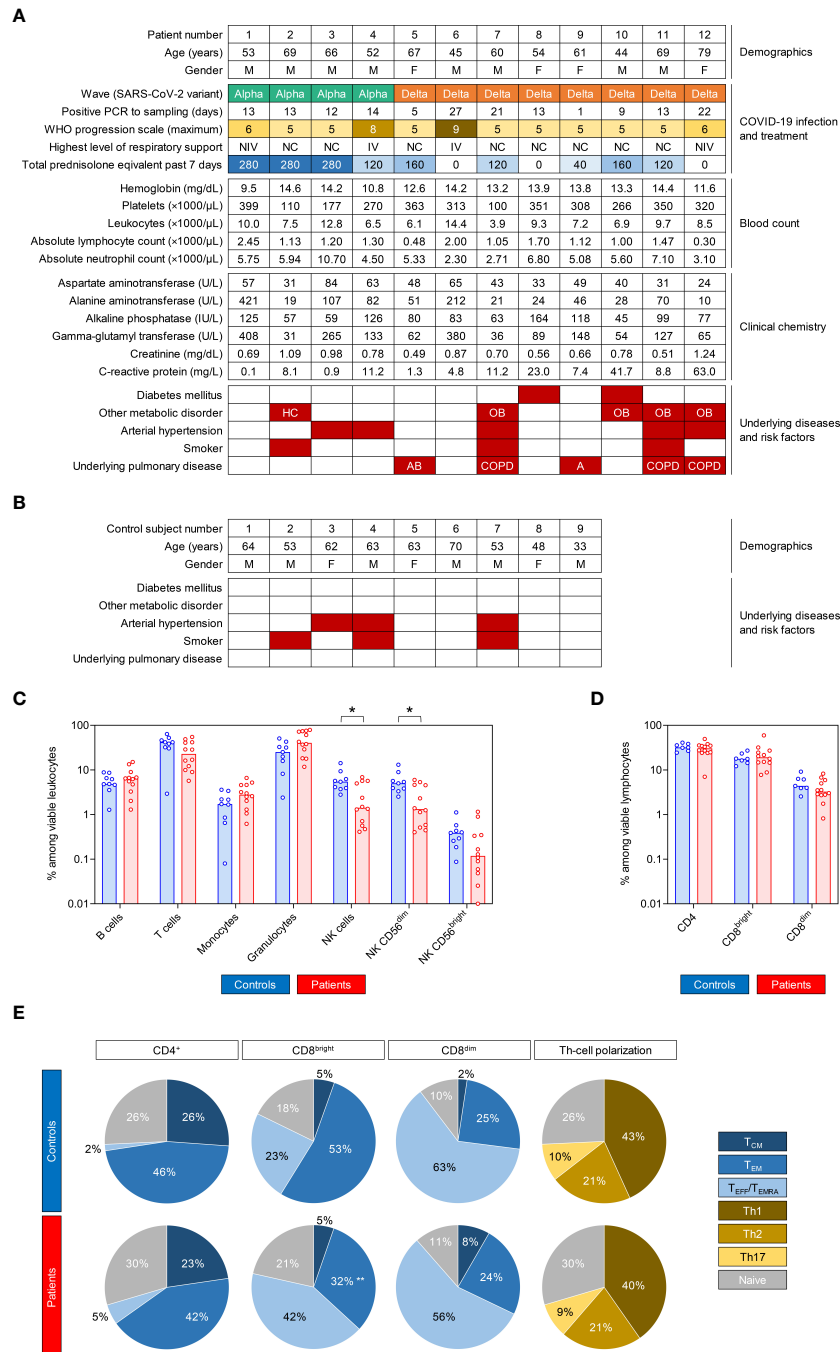 A
Patient number 1 2 3 4 5 6 7 8 9 10 11 12
Age (years) 53 69 66 52 67 45 60 54 61 44 69 79
Demographics
Gender M M M M F M M F F M M F
Wave (SARS-CoV-2 variant) Alpha Alpha Alpha Alpha Delta Delta Delta Delta Delta Delta Delta Delta
Positive PCR to sampling (days) 13 13 12 14 5 27 21 13 1 9 13 22
COVID-19 infection
WHO progression scale (maximum) 6 5 5 8 5 9 5 5 5 5 5 6
and treatment
Highest level of respiratory support NIV NC NC IV NC IV NC NC NC NC NC NIV
Total prednisolone eqivalent past 7 days 280 280 280 120 160 0 120 0 40 160 120 0
Hemoglobin (mg/dL) 9.5 14.6 14.2 10.8 12.6 14.2 13.2 13.9 13.8 13.3 14.4 11.6
Platelets (×1000/µL) 399 110 177 270 363 313 100 351 308 266 350 320
Leukocytes (×1000/µL) 10.0 7.5 12.8 6.5 6.1 14.4 3.9 9.3 7.2 6.9 9.7 8.5
Blood count
Absolute lymphocyte count (×1000/µL) 2.45 1.13 1.20 1.30 0.48 2.00 1.05 1.70 1.12 1.00 1.47 0.30
Absolute neutrophil count (×1000/µL) 5.75 5.94 10.70 4.50 5.33 2.30 2.71 6.80 5.08 5.60 7.10 3.10
Aspartate aminotransferase (U/L) 57 31 84 63 48 65 43 33 49 40 31 24
Alanine aminotransferase (U/L) 421 19 107 82 51 212 21 24 46 28 70 10
Alkaline phosphatase (IU/L) 125 57 59 126 80 83 63 164 118 45 99 77
Clinical chemistry
Gamma-glutamyl transferase (U/L) 408 31 265 133 62 380 36 89 148 54 127 65
Creatinine (mg/dL) 0.69 1.09 0.98 0.78 0.49 0.87 0.70 0.56 0.66 0.78 0.51 1.24
C-reactive protein (mg/L) 0.1 8.1 0.9 11.2 1.3 4.8 11.2 23.0 7.4 41.7 8.8 63.0
Diabetes mellitus
Other metabolic disorder HC OB OB OB OB
Arterial hypertension
Underlying diseases
and risk factors
Smoker
Underlying pulmonary disease AB COPD A COPD COPD
B
Control subject number 1 2 3 4 5 6 7 8 9
Age (years) 64 53 62 63 63 70 53 48 33
Demographics
Gender M M F M F M M F M
Diabetes mellitus
Other metabolic disorder
Arterial hypertension
Underlying diseases
and risk factors
Smoker
Underlying pulmonary disease
C
% among viable leukocytes
100
10
1
0.1
0.01
* *
B cells
T cells
Monocytes
Granulocytes
NK cells
NK CD56dim
NK CD56bright
Controls Patients
D
% among viable lymphocytes
100
10
1
0.1
0.01
CD4
CD8bright
CD8dim
Controls Patients
E
CD4+ CD8bright CD8dim Th-cell polarization
Controls
26% 26% 46% 2%
5% 53% 23% 18%
2% 25% 63% 10%
43% 21% 10% 26%
Patients
23% 42% 5% 30%
5% 32% ** 42% 21%
8% 24% 56% 11%
40% 21% 9% 30%
TCM
TEM
TEFF/TEMRA
Th1
Th2
Th17
Naive